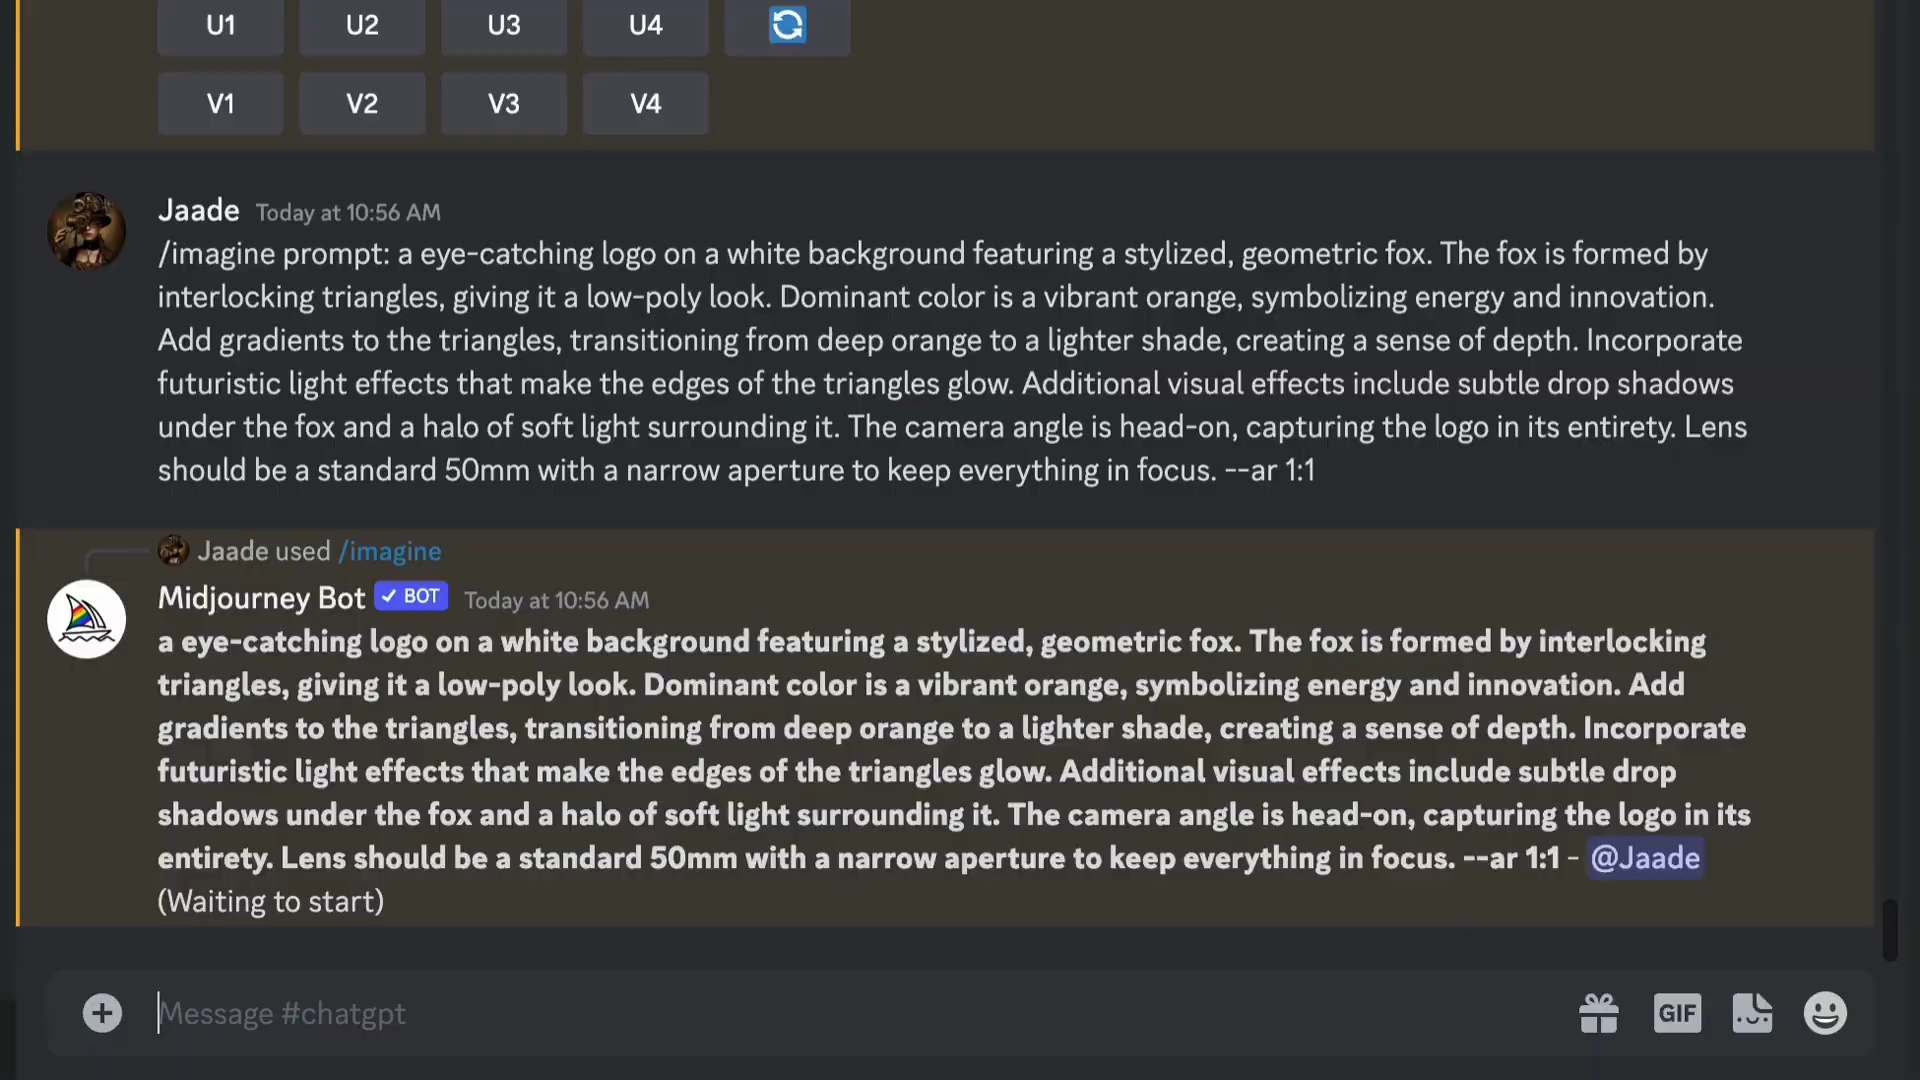 U1 U2 U3 U4
V1 V2 V3 V4
Jaade Today at 10:56 AM
/imagine prompt: a eye-catching logo on a white background featuring a stylized, geometric fox. The fox is formed by
interlocking triangles, giving it a low-poly look. Dominant color is a vibrant orange, symbolizing energy and innovation.
Add gradients to the triangles, transitioning from deep orange to a lighter shade, creating a sense of depth. Incorporate
futuristic light effects that make the edges of the triangles glow. Additional visual effects include subtle drop shadows
under the fox and a halo of soft light surrounding it. The camera angle is head-on, capturing the logo in its entirety. Lens
should be a standard 50mm with a narrow aperture to keep everything in focus. --ar 1:1
Jaade used /imagine
Midjourney Bot ✓ BOT Today at 10:56 AM
a eye-catching logo on a white background featuring a stylized, geometric fox. The fox is formed by interlocking
triangles, giving it a low-poly look. Dominant color is a vibrant orange, symbolizing energy and innovation. Add
gradients to the triangles, transitioning from deep orange to a lighter shade, creating a sense of depth. Incorporate
futuristic light effects that make the edges of the triangles glow. Additional visual effects include subtle drop
shadows under the fox and a halo of soft light surrounding it. The camera angle is head-on, capturing the logo in its
entirety. Lens should be a standard 50mm with a narrow aperture to keep everything in focus. --ar 1:1 - @Jaade
(Waiting to start)
Message #chatgpt GIF